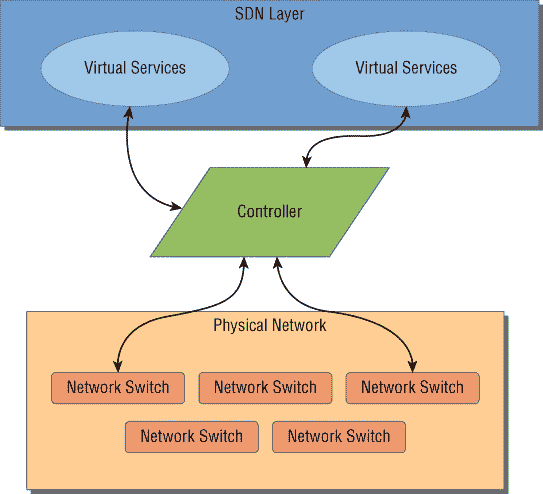 SDN Layer
Virtual Services
Virtual Services
Controller
Physical Network
Network Switch
Network Switch
Network Switch
Network Switch
Network Switch